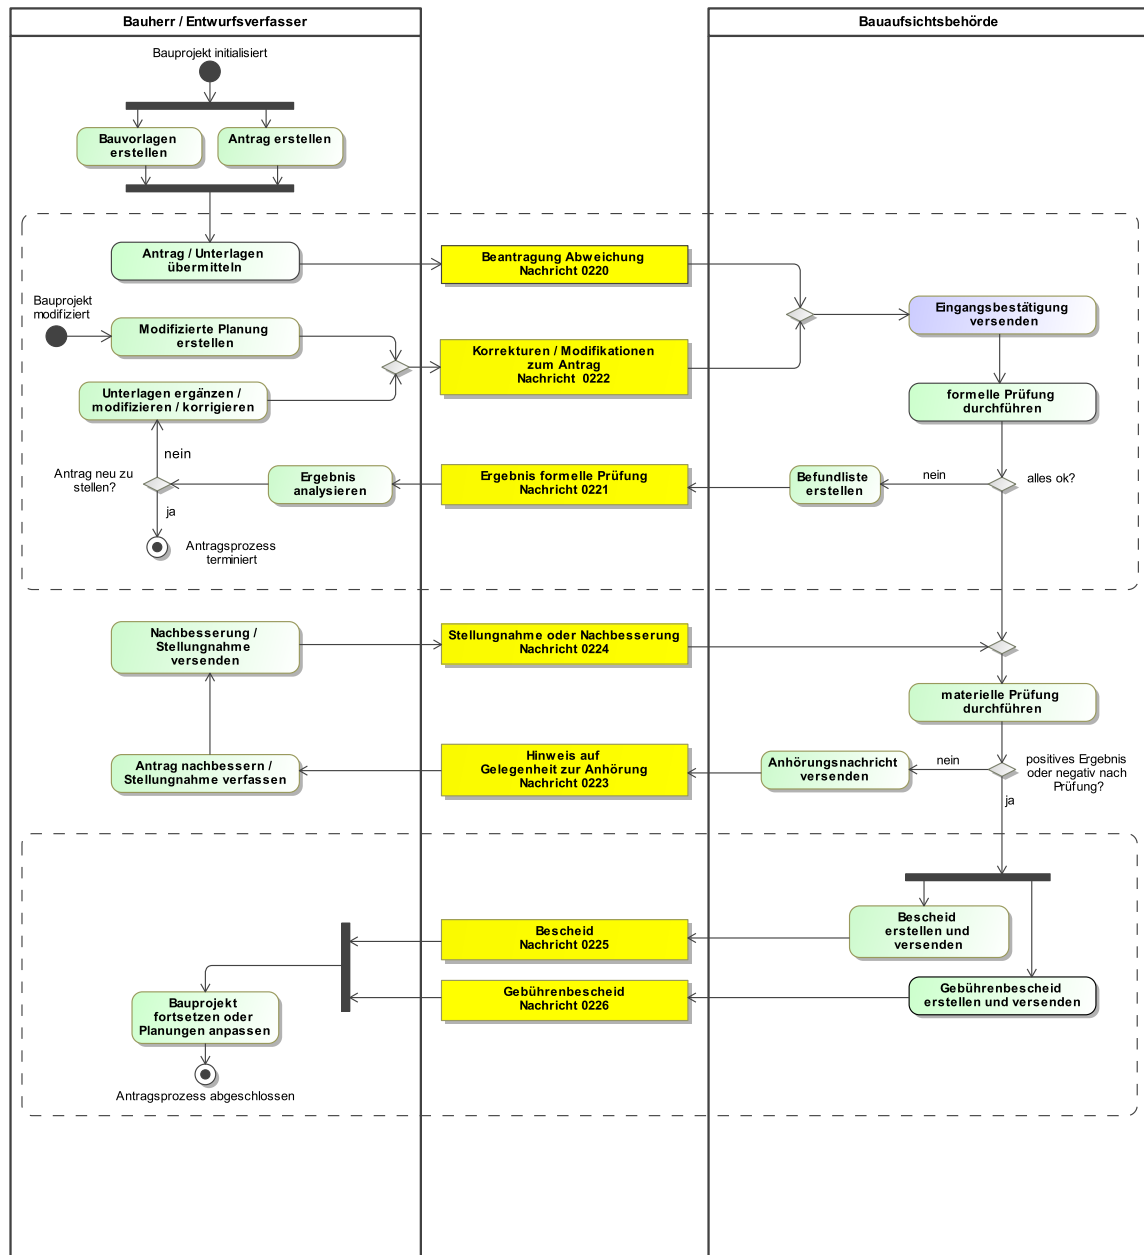 Bauherr / Entwurfsverfasser
Bauaufsichtsbehörde
Bauprojekt initialisiert
Bauvorlagen
erstellen
Antrag erstellen
Antrag / Unterlagen
übermitteln
Beantragung Abweichung
Nachricht 0220
Bauprojekt
modifiziert
Modifizierte Planung
erstellen
Eingangsbestätigung
versenden
Korrekturen / Modifikationen
zum Antrag
Nachricht 0222
Unterlagen ergänzen /
modifizieren / korrigieren
formelle Prüfung
durchführen
nein
Antrag neu zu
stellen?
ja
Ergebnis
analysieren
Ergebnis formelle Prüfung
Nachricht 0221
Befundliste
erstellen
nein
alles ok?
Antragsprozess
terminiert
Nachbesserung /
Stellungnahme
versenden
Stellungnahme oder Nachbesserung
Nachricht 0224
materielle Prüfung
durchführen
Antrag nachbessern /
Stellungnahme verfassen
Hinweis auf
Gelegenheit zur Anhörung
Nachricht 0223
Anhörungsnachricht
versenden
nein
positives Ergebnis
oder negativ nach
Prüfung?
ja
Bescheid
erstellen und
versenden
Bescheid
Nachricht 0225
Gebührenbescheid
erstellen und versenden
Gebührenbescheid
Nachricht 0226
Bauprojekt
fortsetzen oder
Planungen anpassen
Antragsprozess abgeschlossen